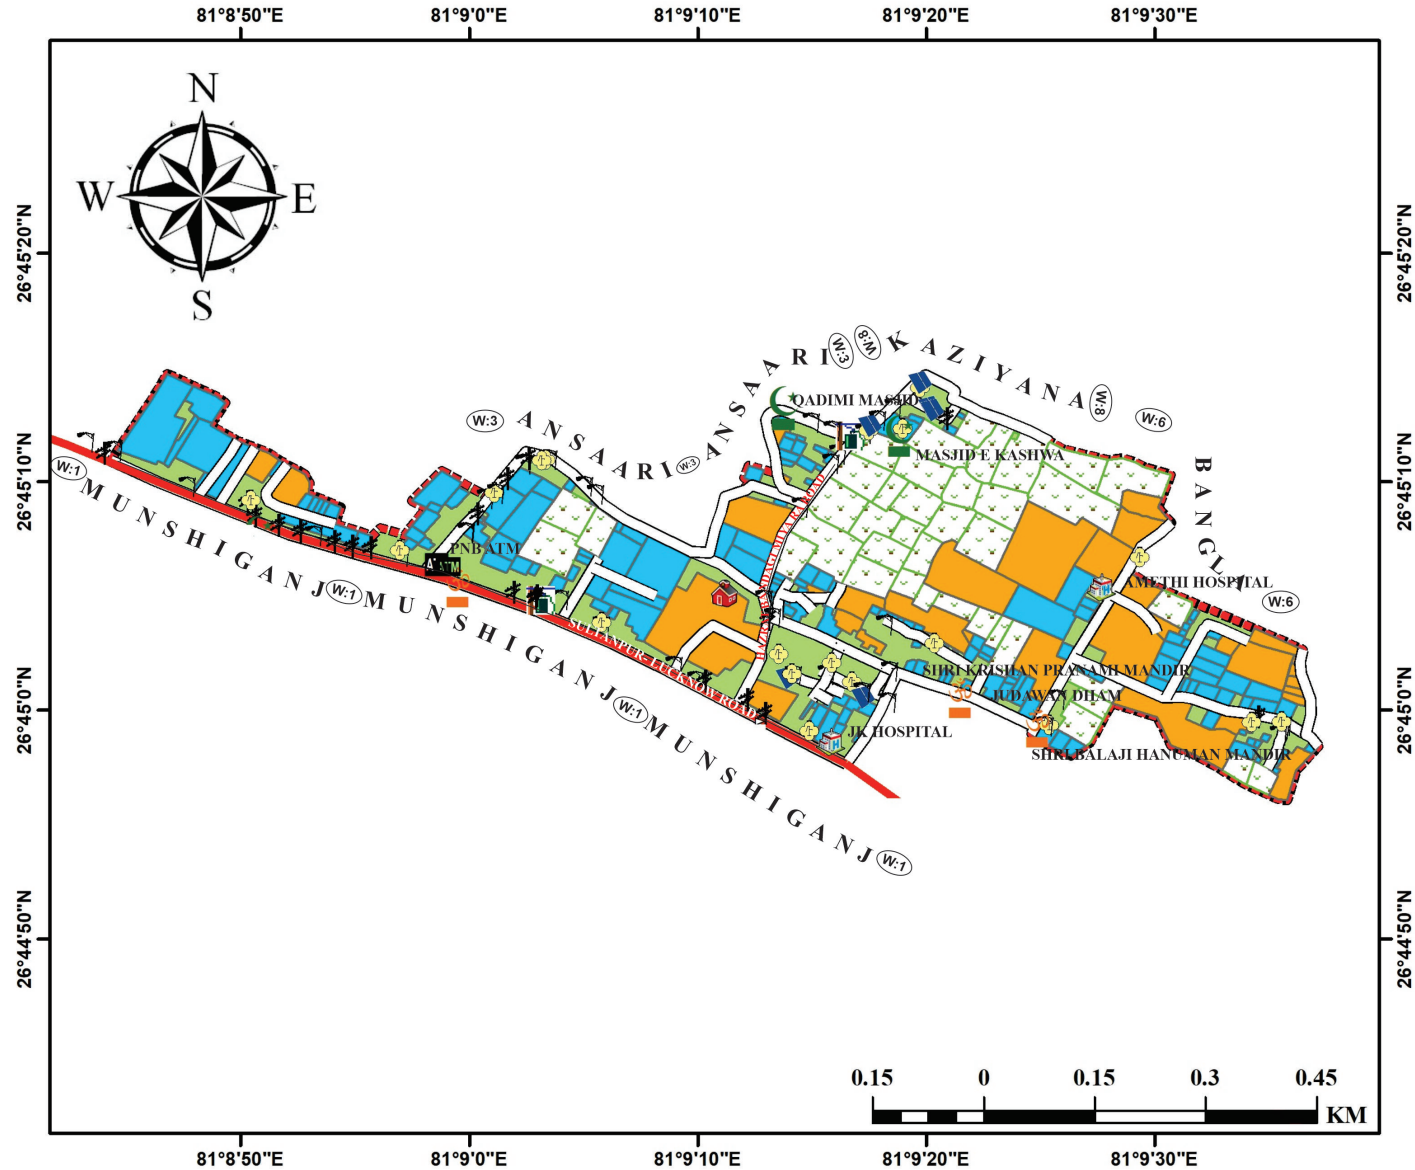 81°8'50"E 81°9'0"E 81°9'10"E 81°9'20"E 81°9'30"E
N
W E
S
26°45'20"N 26°45'20"N
26°45'10"N 26°45'10"N
26°45'0"N 26°45'0"N
26°44'50"N 26°44'50"N
ANSAARI W:3
W:8 KAZIYANA W:8
W:6
QADIMI MASJID
MASJID E KASHWA
W:3 ANSAARI W:3
BANGLA W:6
W:1 MUNSHIGANJ W:1
MUNSHIGANJ W:1
MUNSHIGANJ W:1
PNB ATM
ATM
SULTANPUR-LUCKNOW ROAD
AMETHI HOSPITAL
SHRI KRISHAN PRANAMI MANDIR
JUDAWAN DHAM
JK HOSPITAL
SHRI BALAJI HANUMAN MANDIR
0.15 0 0.15 0.3 0.45
KM
81°8'50"E 81°9'0"E 81°9'10"E 81°9'20"E 81°9'30"E